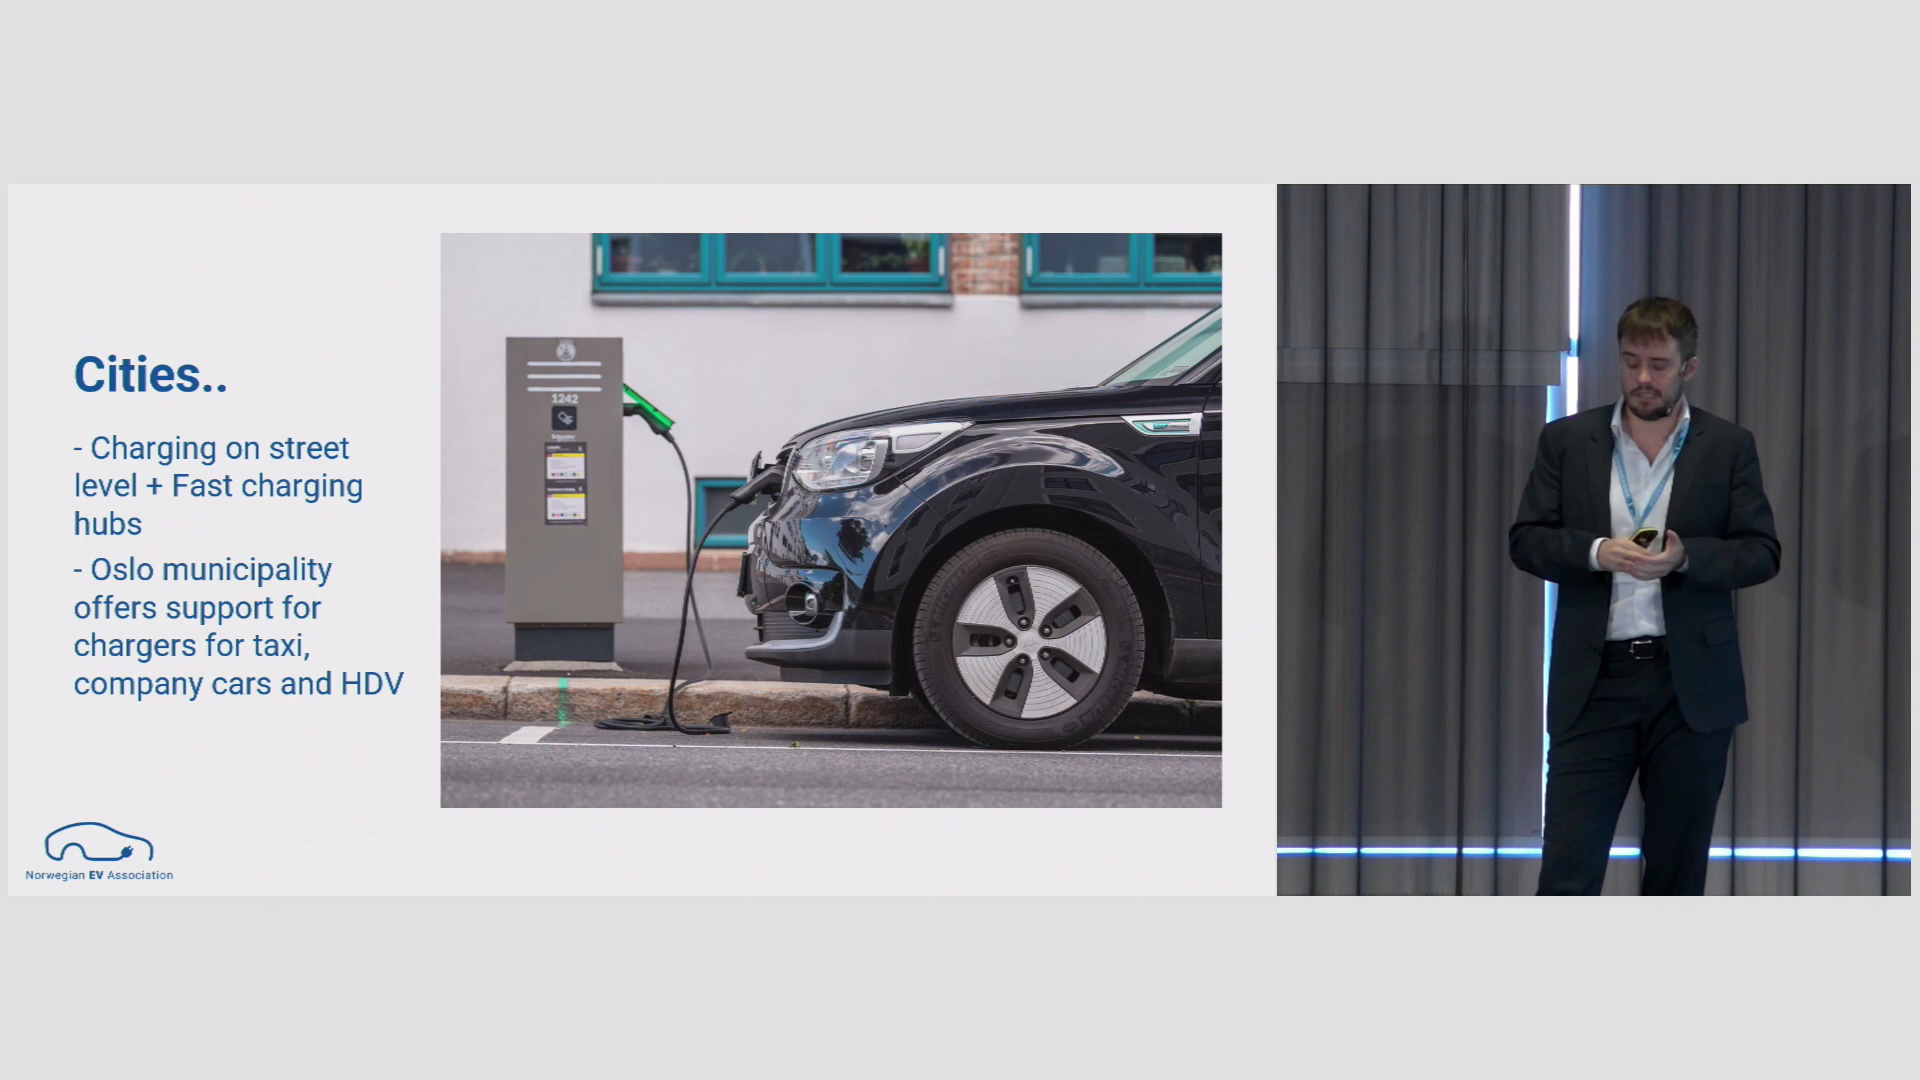 Cities..
- Charging on street
level + Fast charging
hubs
- Oslo municipality
offers support for
chargers for taxi,
company cars and HDV
1242
Norwegian EV Association